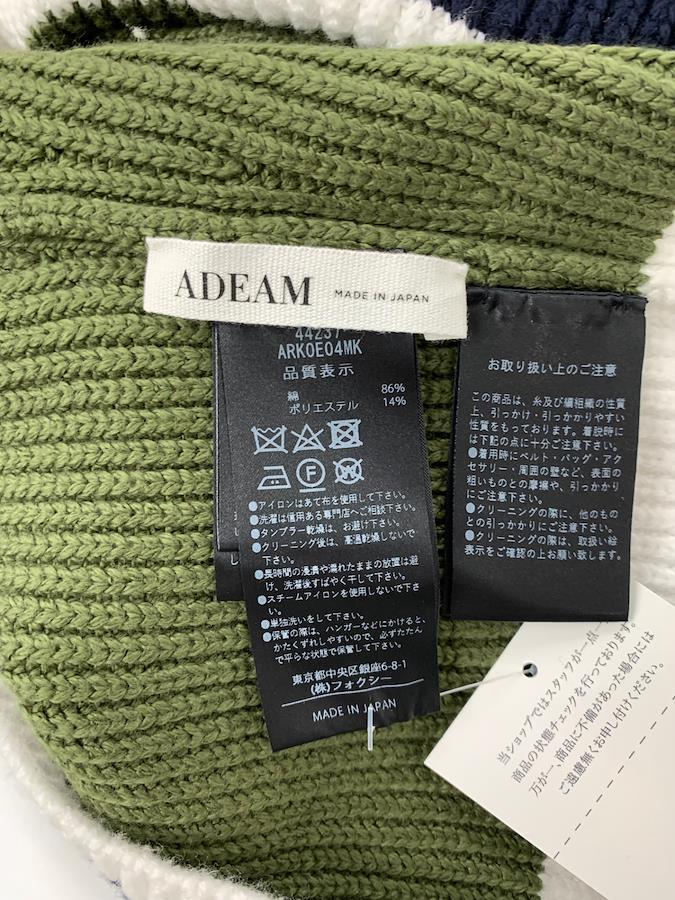 ADEAM MADE IN JAPAN
44237
ARKOE04MK
品質表示
綿 86%
ポリエステル 14%
●アイロンはあて布を使用して下さい。
●洗濯は信用ある専門店へご相談下さい。
●タンブラー乾燥は、お避け下さい。
●クリーニング後は、高温乾燥しないで
下さい。
●長時間の浸漬や濡れたままの放置は避
け、洗濯後すばやく干して下さい。
●スチームアイロンを使用しないで下さ
い。
●単独洗いをして下さい。
●保管の際は、ハンガーなどにかけると、
かたくずれしやすいので、必ずたたん
で平らな状態で保管して下さい。
東京都中央区銀座6-8-1
(株)フォクシー
MADE IN JAPAN
お取り扱い上のご注意
この商品は、糸及び編組織の性質
上、引っかけ・引っかかりやすい
性質をもっております。着脱時に
は下記の点に十分ご注意下さい。
●着用時にベルト・バッグ・アク
セサリー・周囲の壁など、表面の
粗いものとの摩擦や、引っかかり
にご注意下さい。
●クリーニングの際に、他のもの
との引っかかりにご注意下さい。
●クリーニングの際は、取扱い絵
表示をご確認の上お願い致します。
当ショップではスタッフが一点一
商品の状態チェックを行っております。
万が一、商品に不備があった場合には
ご遠慮無くお申し付けください。